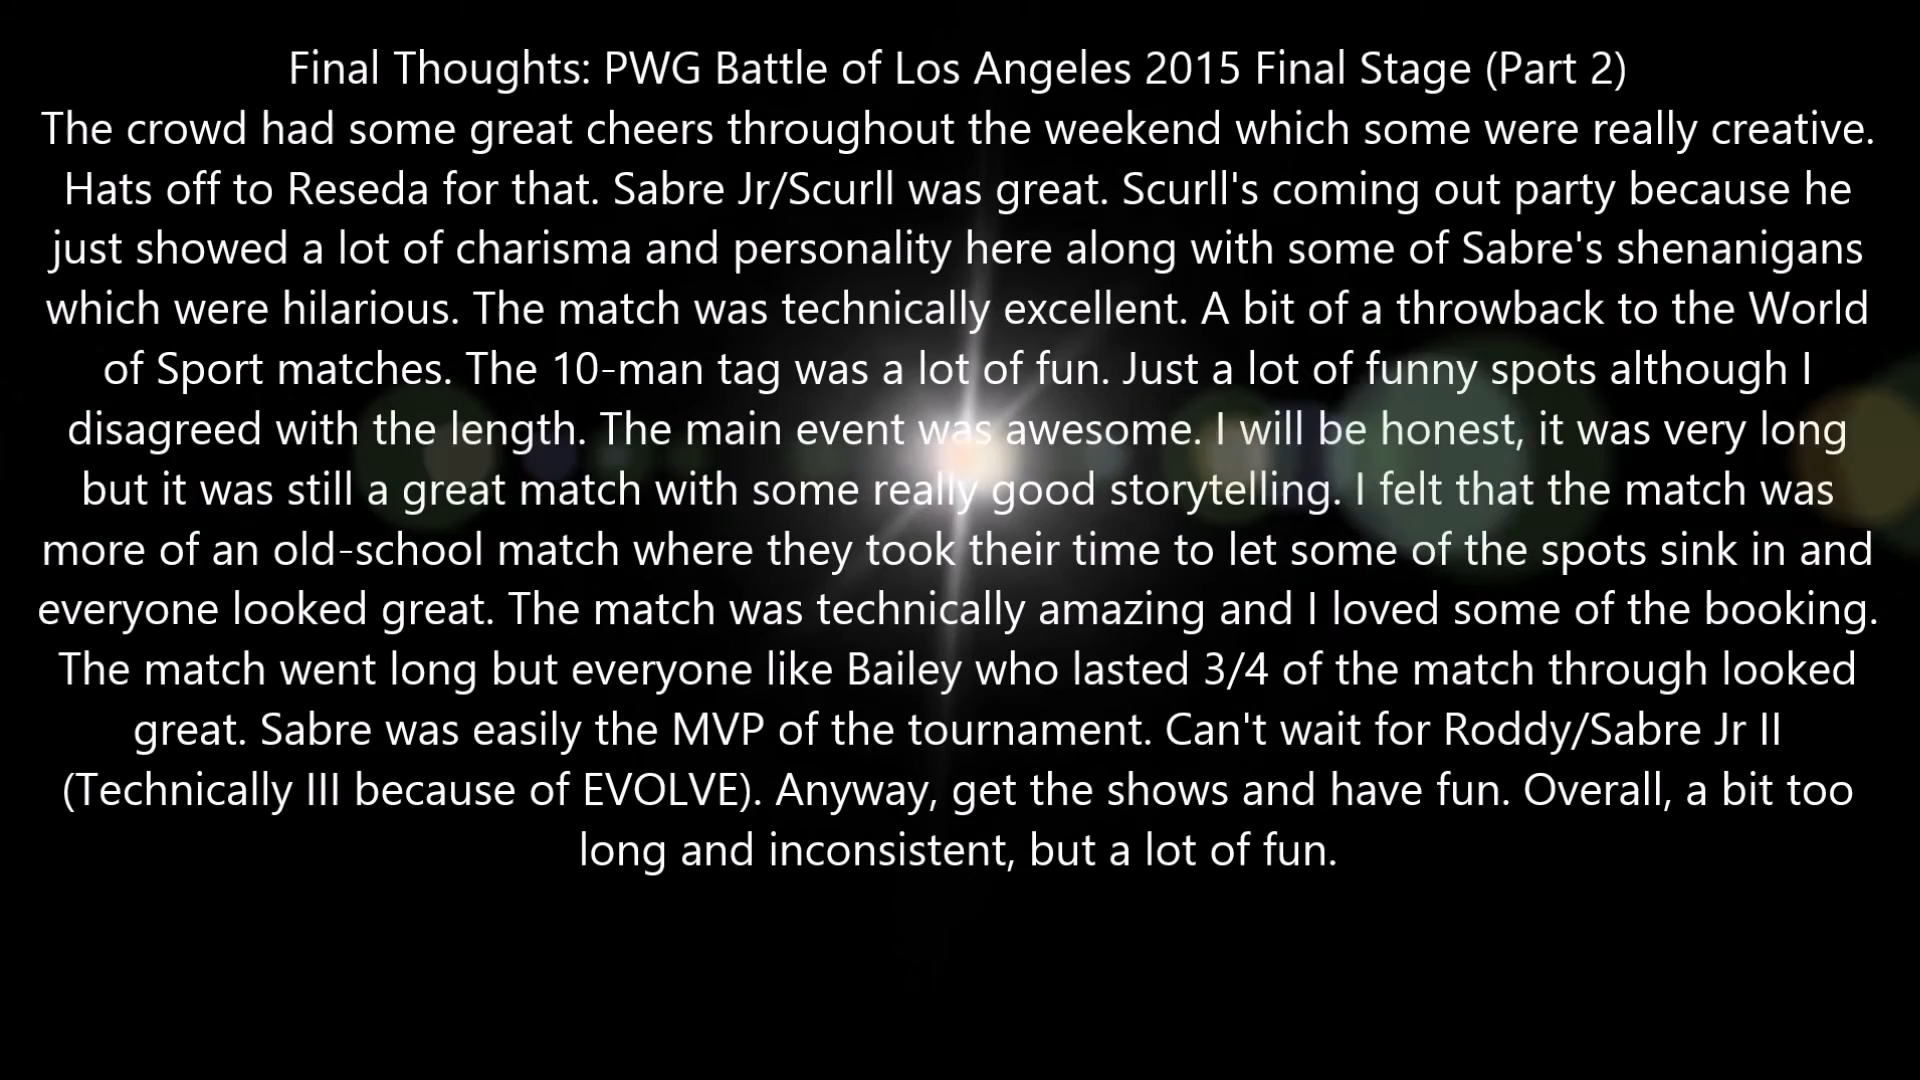 Final Thoughts: PWG Battle of Los Angeles 2015 Final Stage (Part 2)
The crowd had some great cheers throughout the weekend which some were really creative.
Hats off to Reseda for that. Sabre Jr/Scurll was great. Scurll's coming out party because he
just showed a lot of charisma and personality here along with some of Sabre's shenanigans
which were hilarious. The match was technically excellent. A bit of a throwback to the World
of Sport matches. The 10-man tag was a lot of fun. Just a lot of funny spots although I
disagreed with the length. The main event was awesome. I will be honest, it was very long
but it was still a great match with some really good storytelling. I felt that the match was
more of an old-school match where they took their time to let some of the spots sink in and
everyone looked great. The match was technically amazing and I loved some of the booking.
The match went long but everyone like Bailey who lasted 3/4 of the match through looked
great. Sabre was easily the MVP of the tournament. Can't wait for Roddy/Sabre Jr II
(Technically III because of EVOLVE). Anyway, get the shows and have fun. Overall, a bit too
long and inconsistent, but a lot of fun.